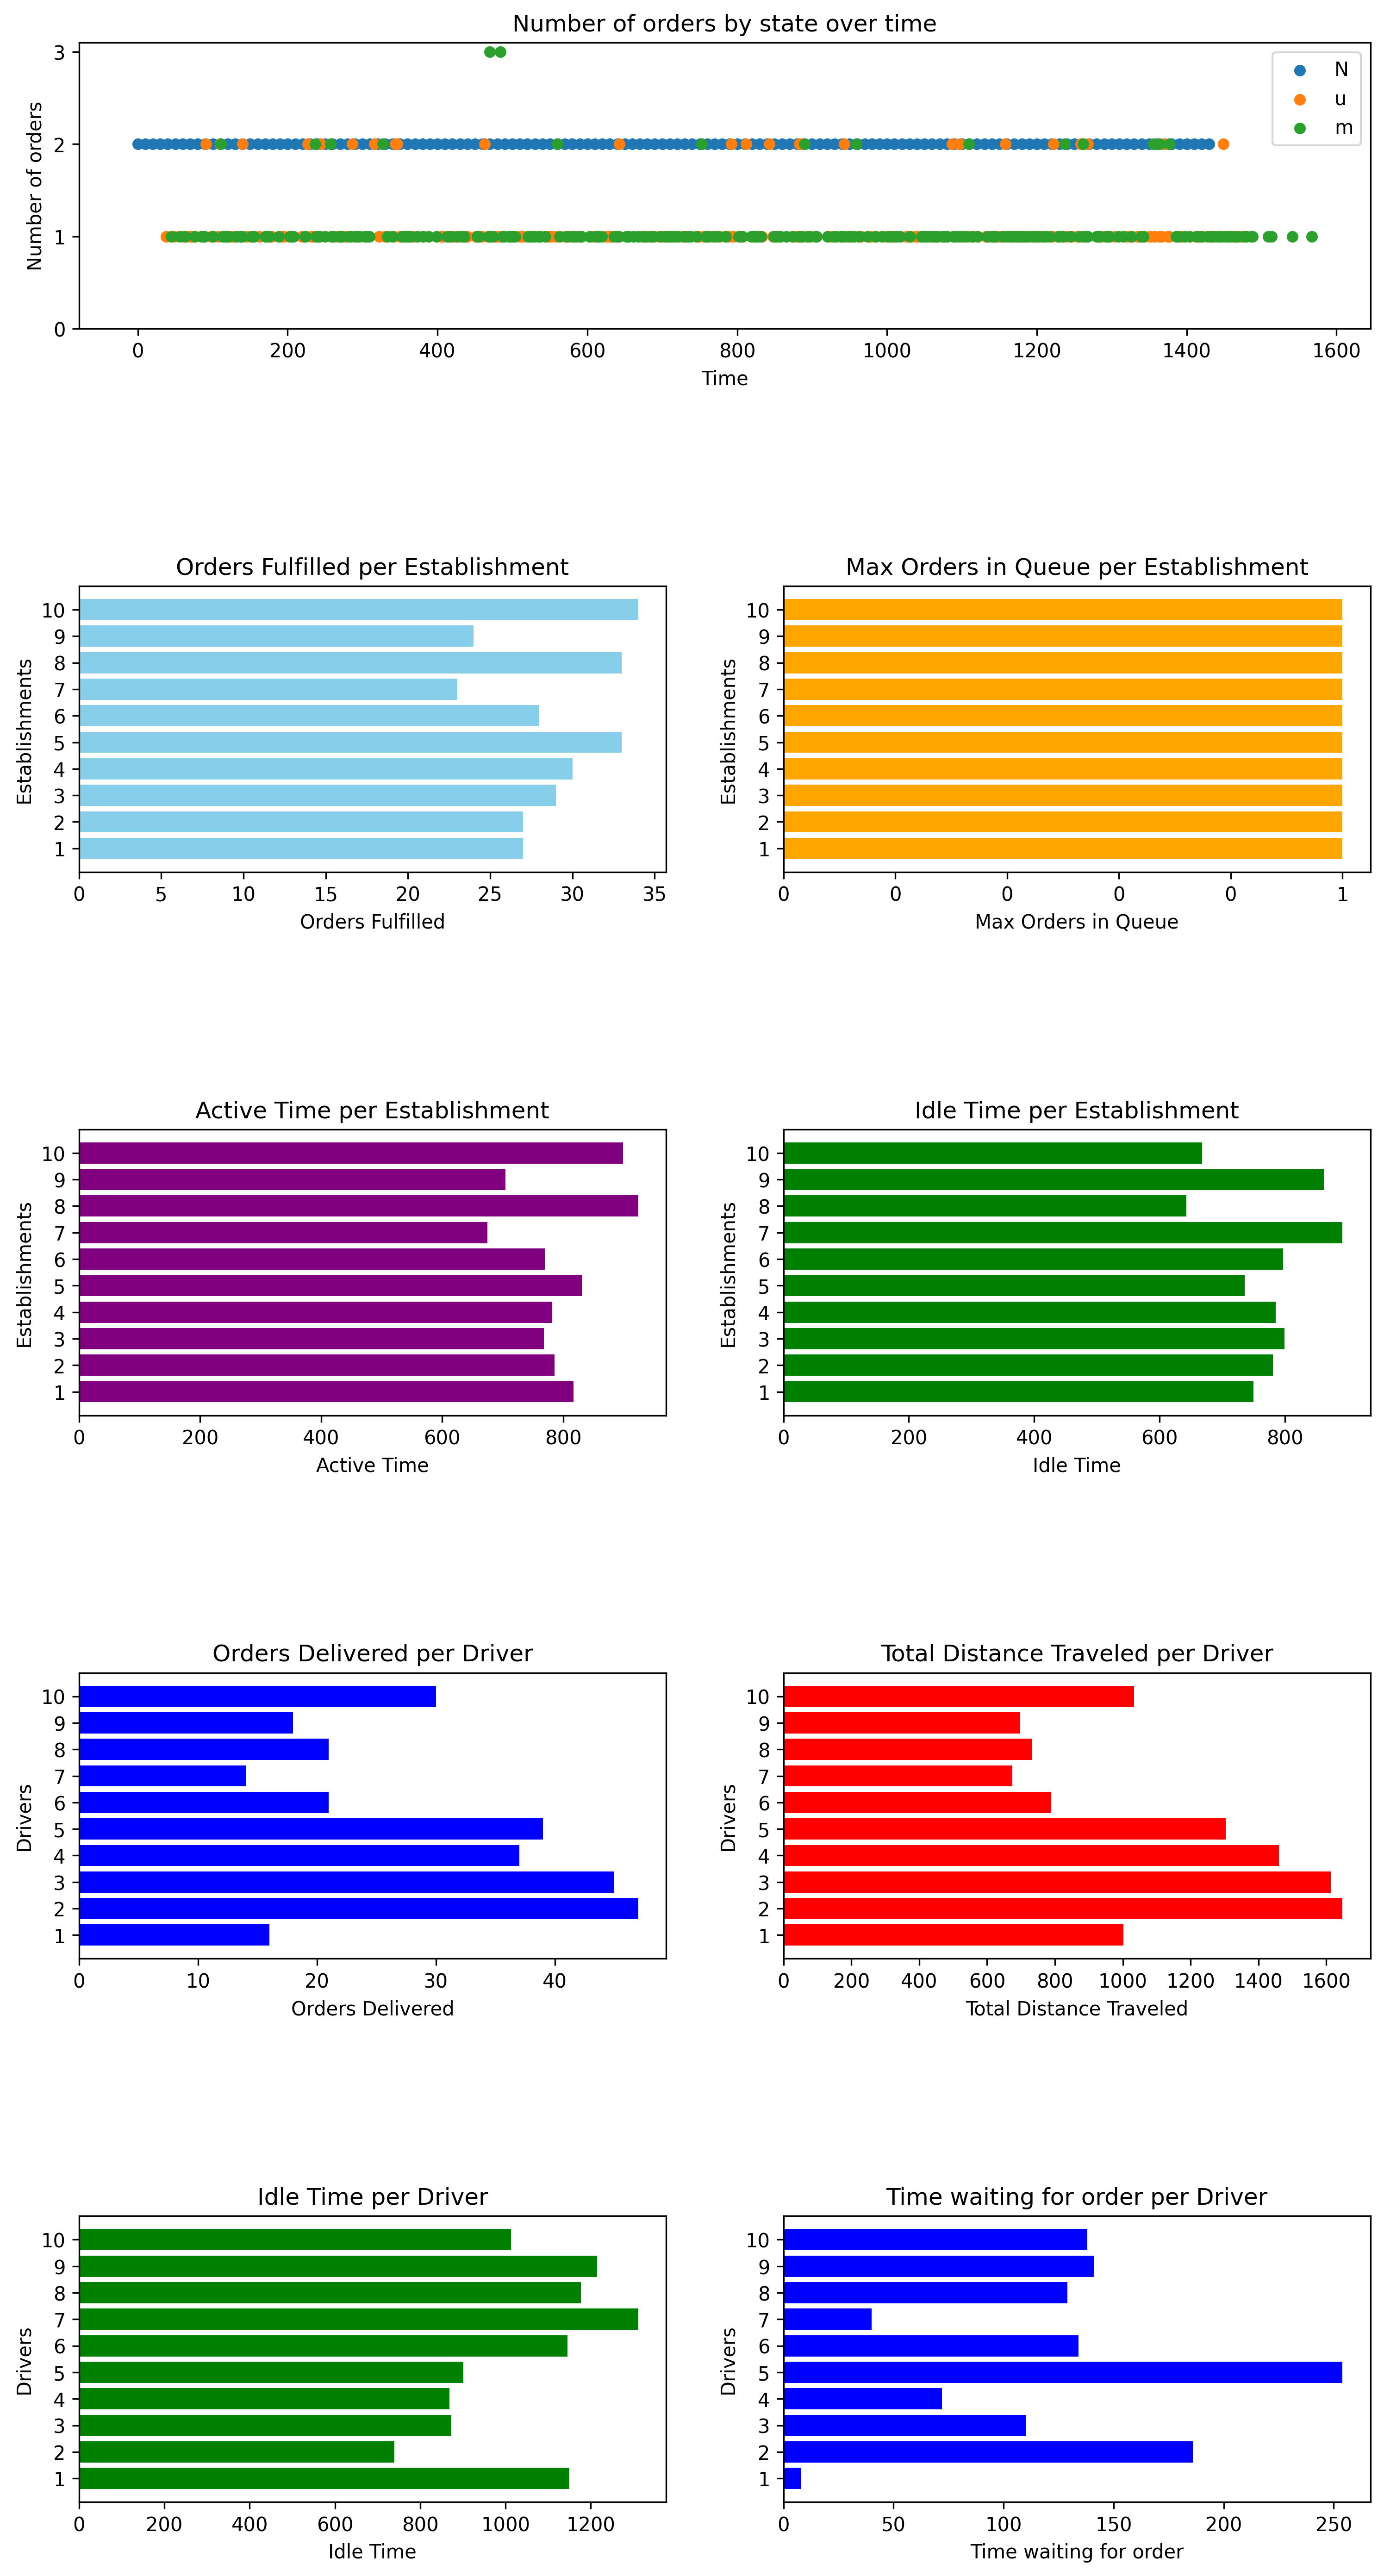 Number of orders by state over time
Number of orders
3
2
1
0
N
u
m
0 200 400 600 800 1000 1200 1400 1600
Time
Orders Fulfilled per Establishment
Establishments
10
9
8
7
6
5
4
3
2
1
0 5 10 15 20 25 30 35
Orders Fulfilled
Max Orders in Queue per Establishment
Establishments
10
9
8
7
6
5
4
3
2
1
0 0 0 0 0 1
Max Orders in Queue
Active Time per Establishment
Establishments
10
9
8
7
6
5
4
3
2
1
0 200 400 600 800
Active Time
Idle Time per Establishment
Establishments
10
9
8
7
6
5
4
3
2
1
0 200 400 600 800
Idle Time
Orders Delivered per Driver
Drivers
10
9
8
7
6
5
4
3
2
1
0 10 20 30 40
Orders Delivered
Total Distance Traveled per Driver
Drivers
10
9
8
7
6
5
4
3
2
1
0 200 400 600 800 1000 1200 1400 1600
Total Distance Traveled
Idle Time per Driver
Drivers
10
9
8
7
6
5
4
3
2
1
0 200 400 600 800 1000 1200
Idle Time
Time waiting for order per Driver
Drivers
10
9
8
7
6
5
4
3
2
1
0 50 100 150 200 250
Time waiting for order